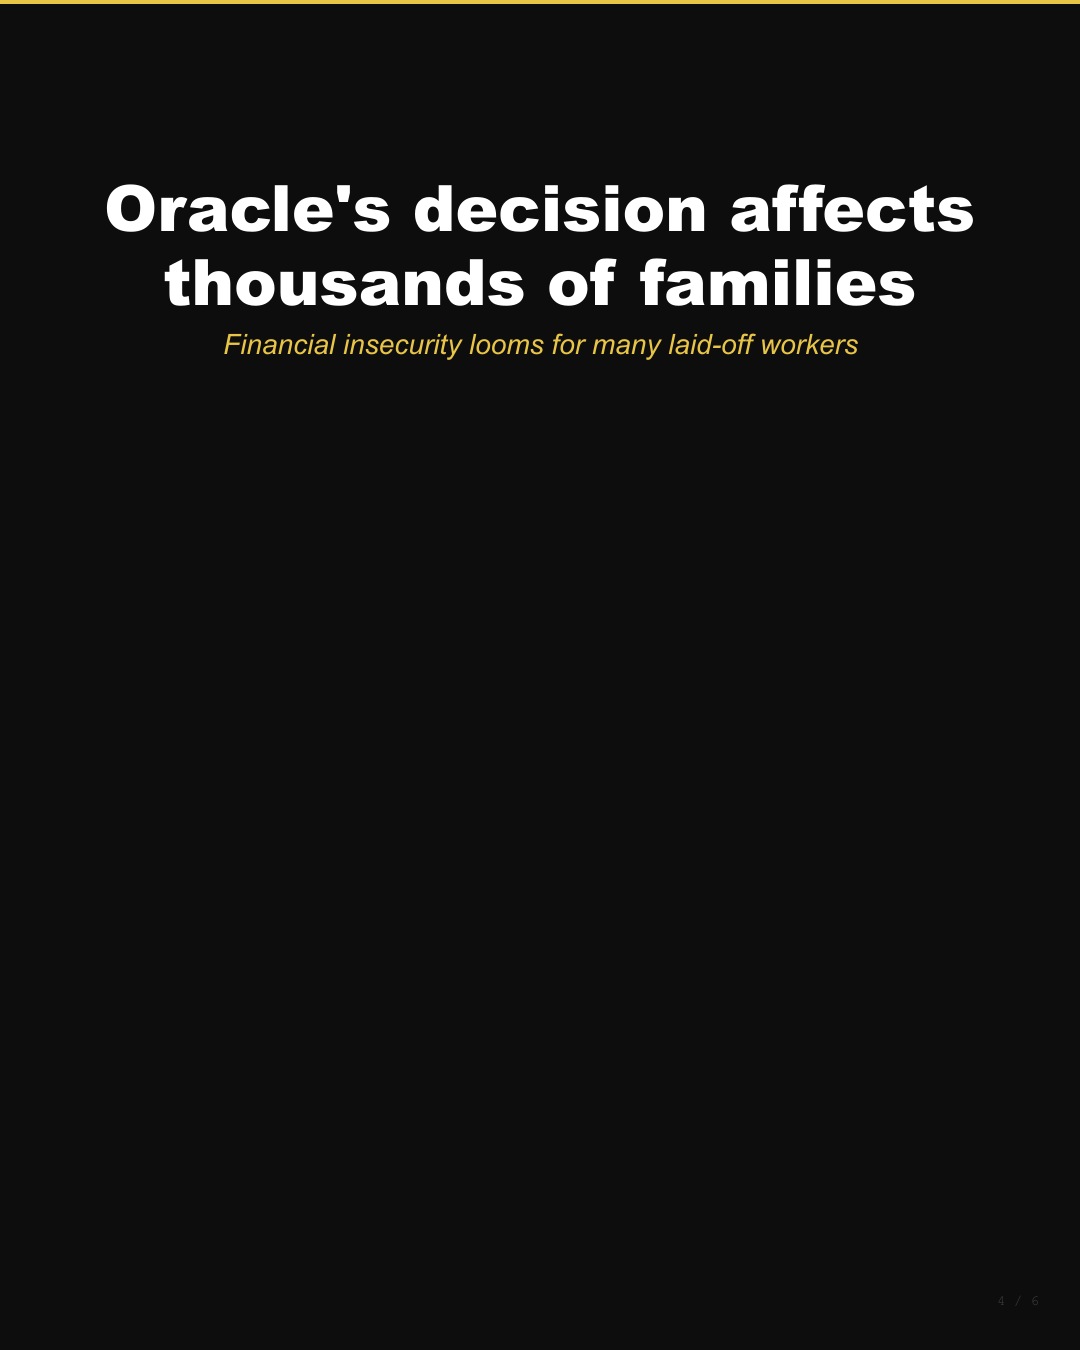 Oracle's decision affects
thousands of families
Financial insecurity looms for many laid-off workers
4 / 6